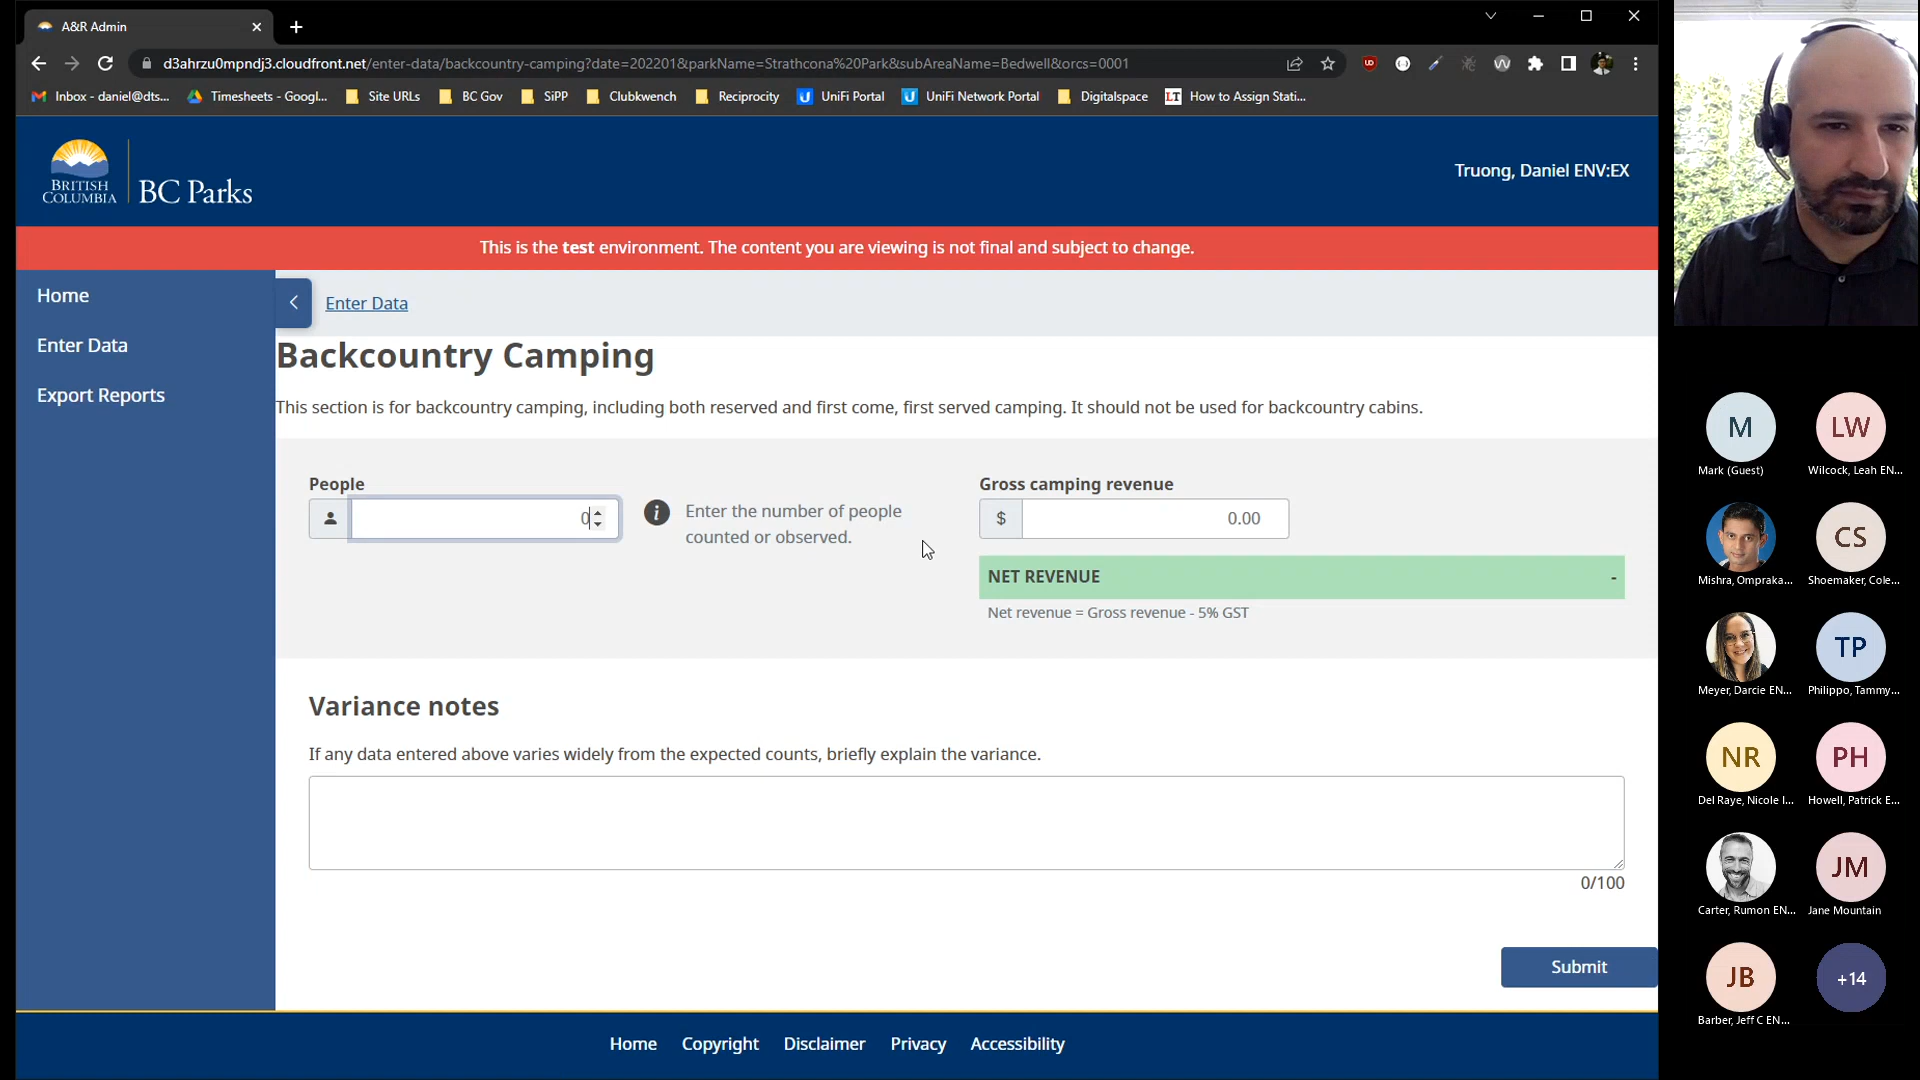 A&R Admin
d3ahrzu0mpndj3.cloudfront.net/enter-data/backcountry-camping?date=202201&parkName=Strathcona%20Park&subAreaName=Bedwell&orcs=0001
Inbox - daniel@dts...
Timesheets - Googl...
Site URLs
BC Gov
SiPP
Clubkwench
Reciprocity
UniFi Portal
UniFi Network Portal
Digitalspace
LT
How to Assign Stati...
BRITISH
COLUMBIA
BC Parks
Truong, Daniel ENV:EX
This is the test environment. The content you are viewing is not final and subject to change.
Home
Enter Data
Export Reports
Enter Data
Backcountry Camping
This section is for backcountry camping, including both reserved and first come, first served camping. It should not be used for backcountry cabins.
People
0
i
Enter the number of people
counted or observed.
Gross camping revenue
$
0.00
NET REVENUE
-
Net revenue = Gross revenue - 5% GST
Variance notes
If any data entered above varies widely from the expected counts, briefly explain the variance.
0/100
Submit
Home
Copyright
Disclaimer
Privacy
Accessibility
M
LW
Mark (Guest)
Wilcock, Leah EN...
CS
Mishra, Ompraka...
Shoemaker, Cole...
TP
Meyer, Darcie EN...
Philippo, Tammy...
NR
PH
Del Raye, Nicole I...
Howell, Patrick E...
JM
Carter, Rumon EN...
Jane Mountain
JB
+14
Barber, Jeff C EN...